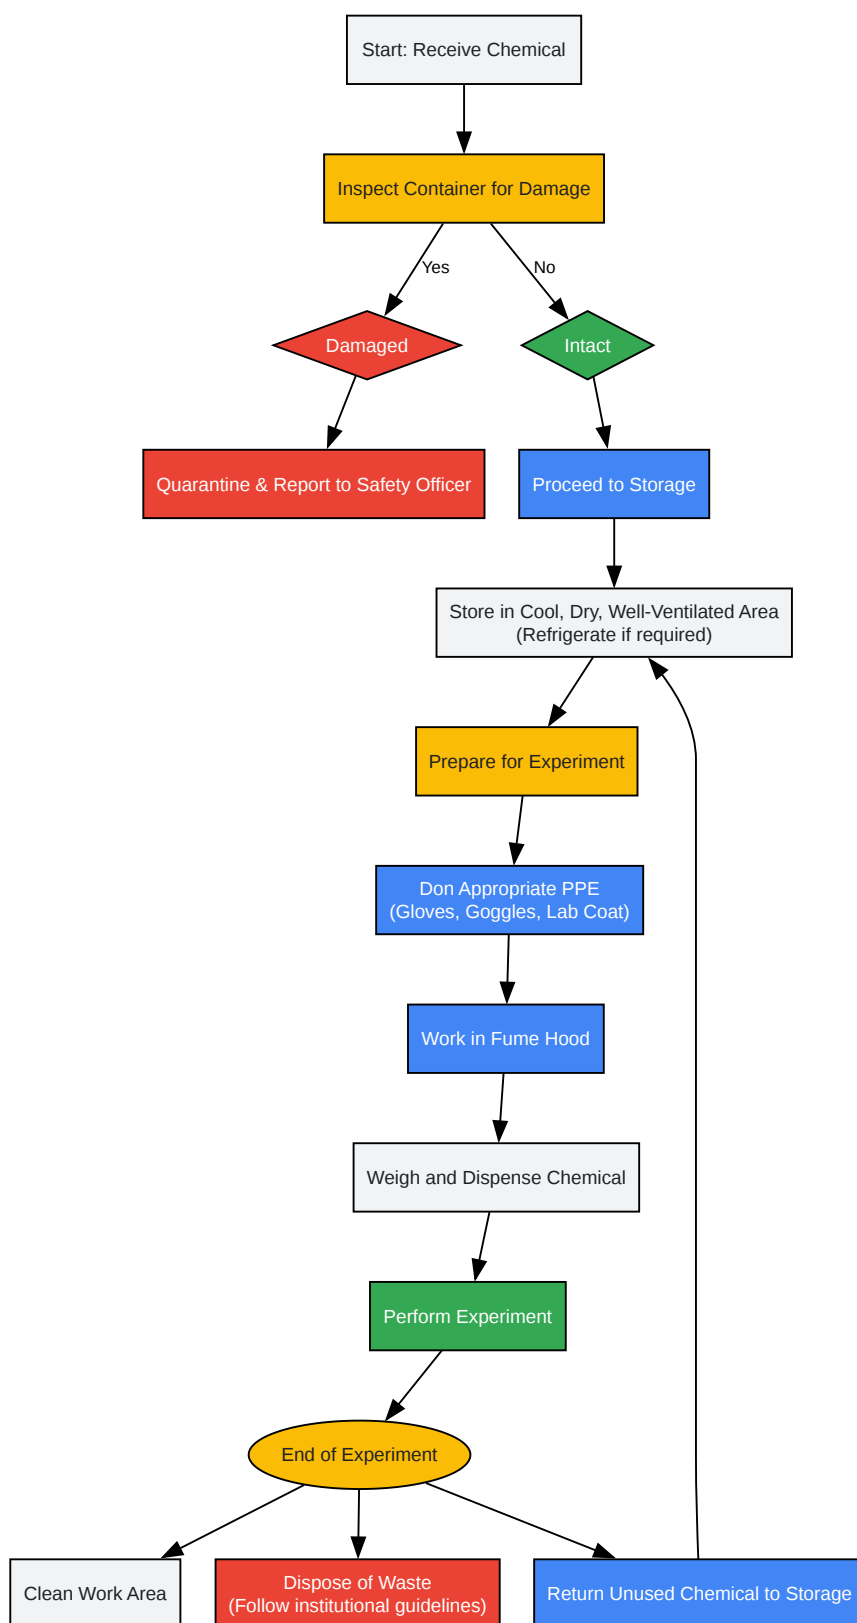 Start: Receive Chemical
Inspect Container for Damage
Yes
No
Damaged
Intact
Quarantine & Report to Safety Officer
Proceed to Storage
Store in Cool, Dry, Well-Ventilated Area
(Refrigerate if required)
Prepare for Experiment
Don Appropriate PPE
(Gloves, Goggles, Lab Coat)
Work in Fume Hood
Weigh and Dispense Chemical
Perform Experiment
End of Experiment
Clean Work Area
Dispose of Waste
(Follow institutional guidelines)
Return Unused Chemical to Storage